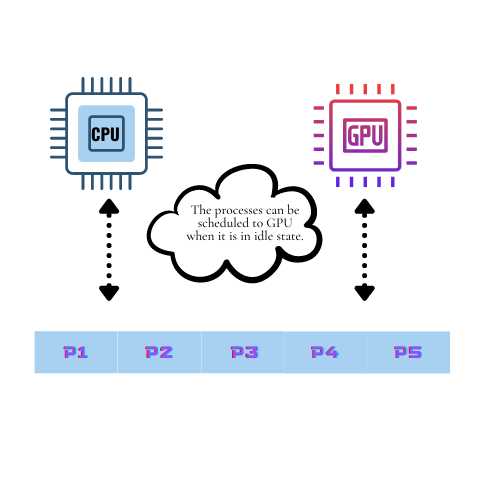 CPU
GPU
The processes can be
scheduled to GPU
when it is in idle state.
P1 P2 P3 P4 P5